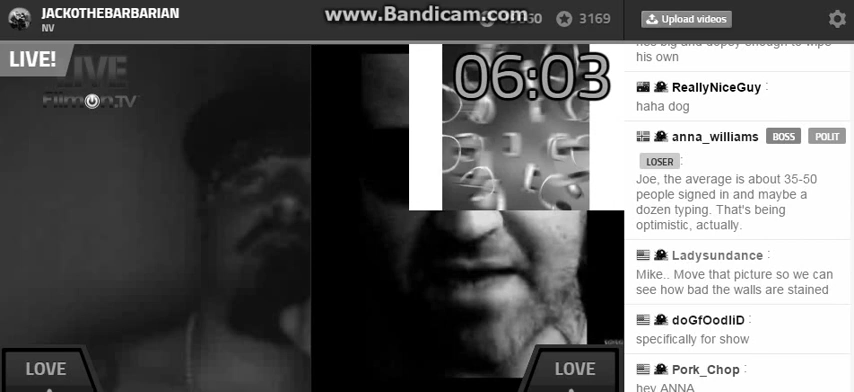 JACKOTHEBARBARIAN
NV
www.Bandicam.com
3169
Upload videos
LIVE!
LIVE
FilmOn.TV
06:03
LOVE
LOVE
his own
ReallyNiceGuy :
haha dog
anna_williams BOSS POLIT
LOSER :
Joe, the average is about 35-50
people signed in and maybe a
dozen typing. That's being
optimistic, actually.
Ladysundance :
Mike.. Move that picture so we can
see how bad the walls are stained
doGfOodliD :
specifically for show
Pork_Chop :
hey ANNA